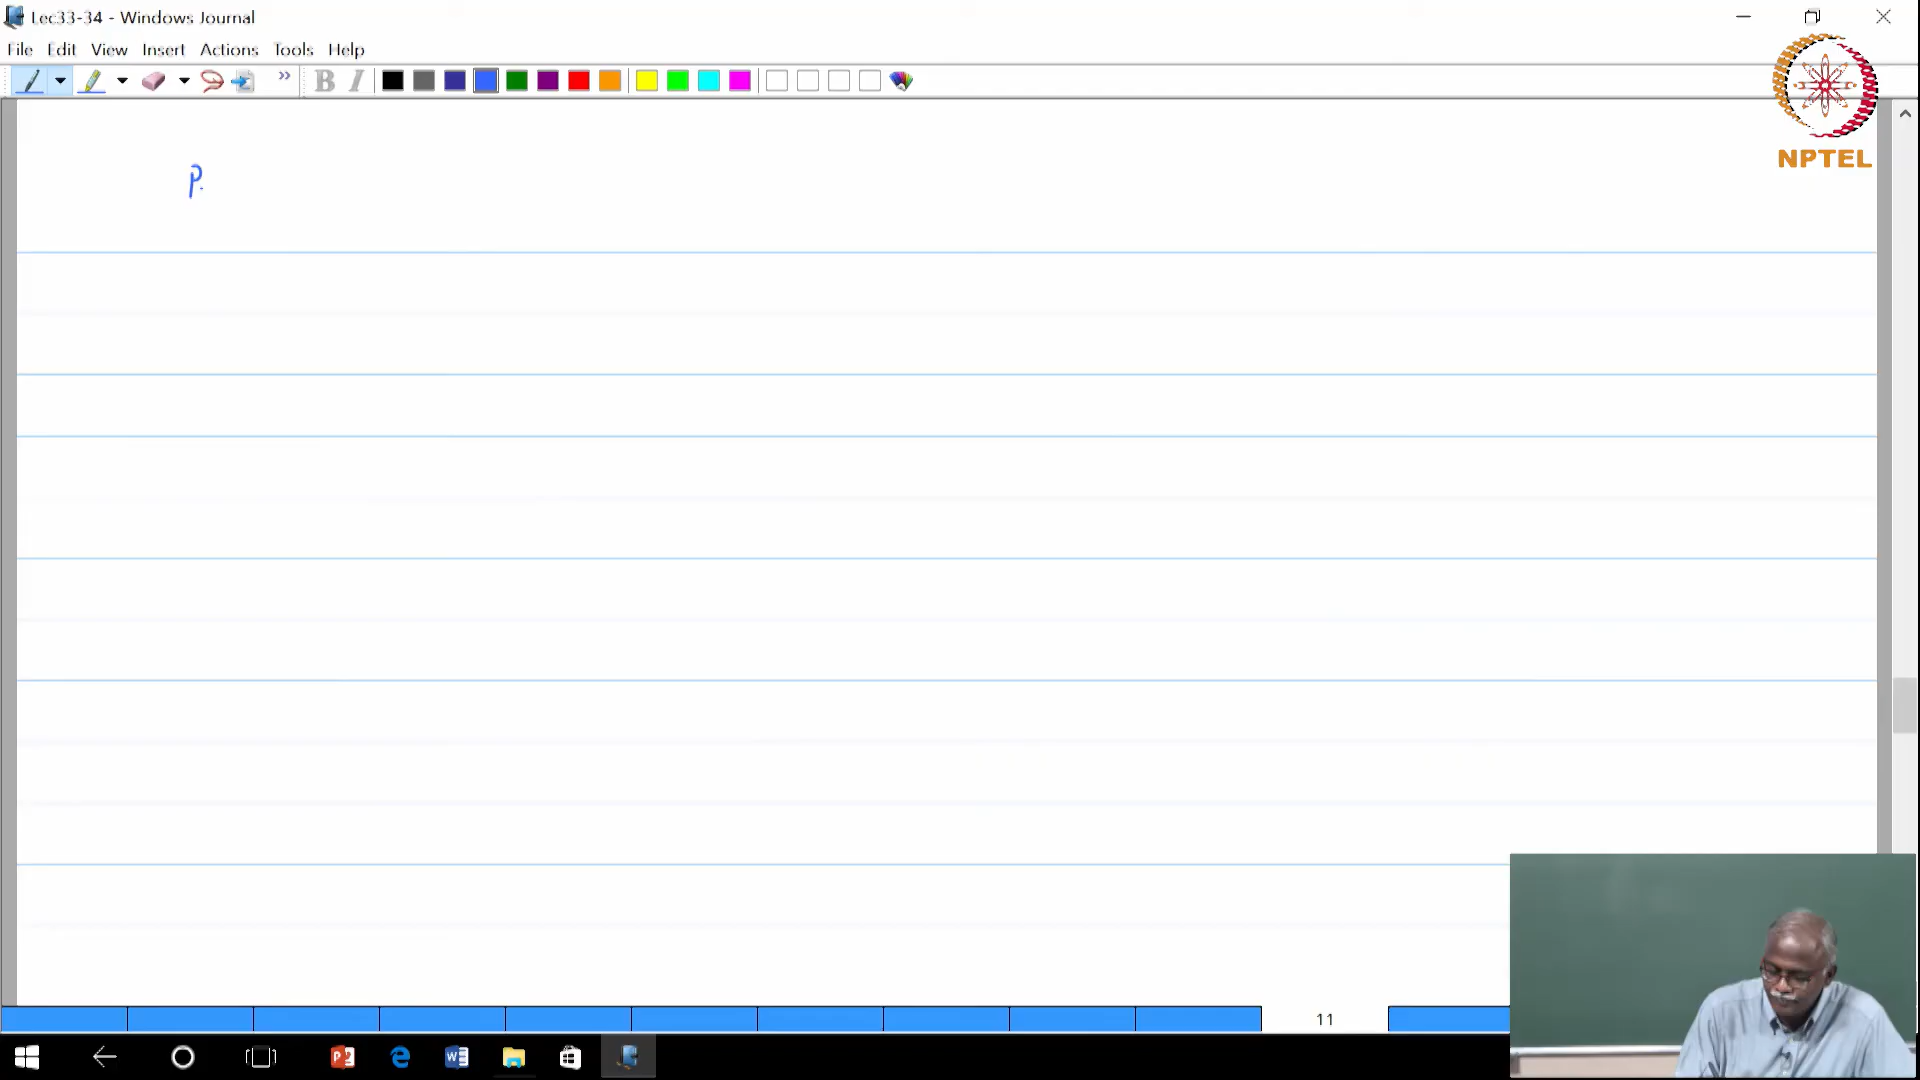 Lec33-34 - Windows Journal
File Edit View Insert Actions Tools Help
B I
NPTEL
P.
11